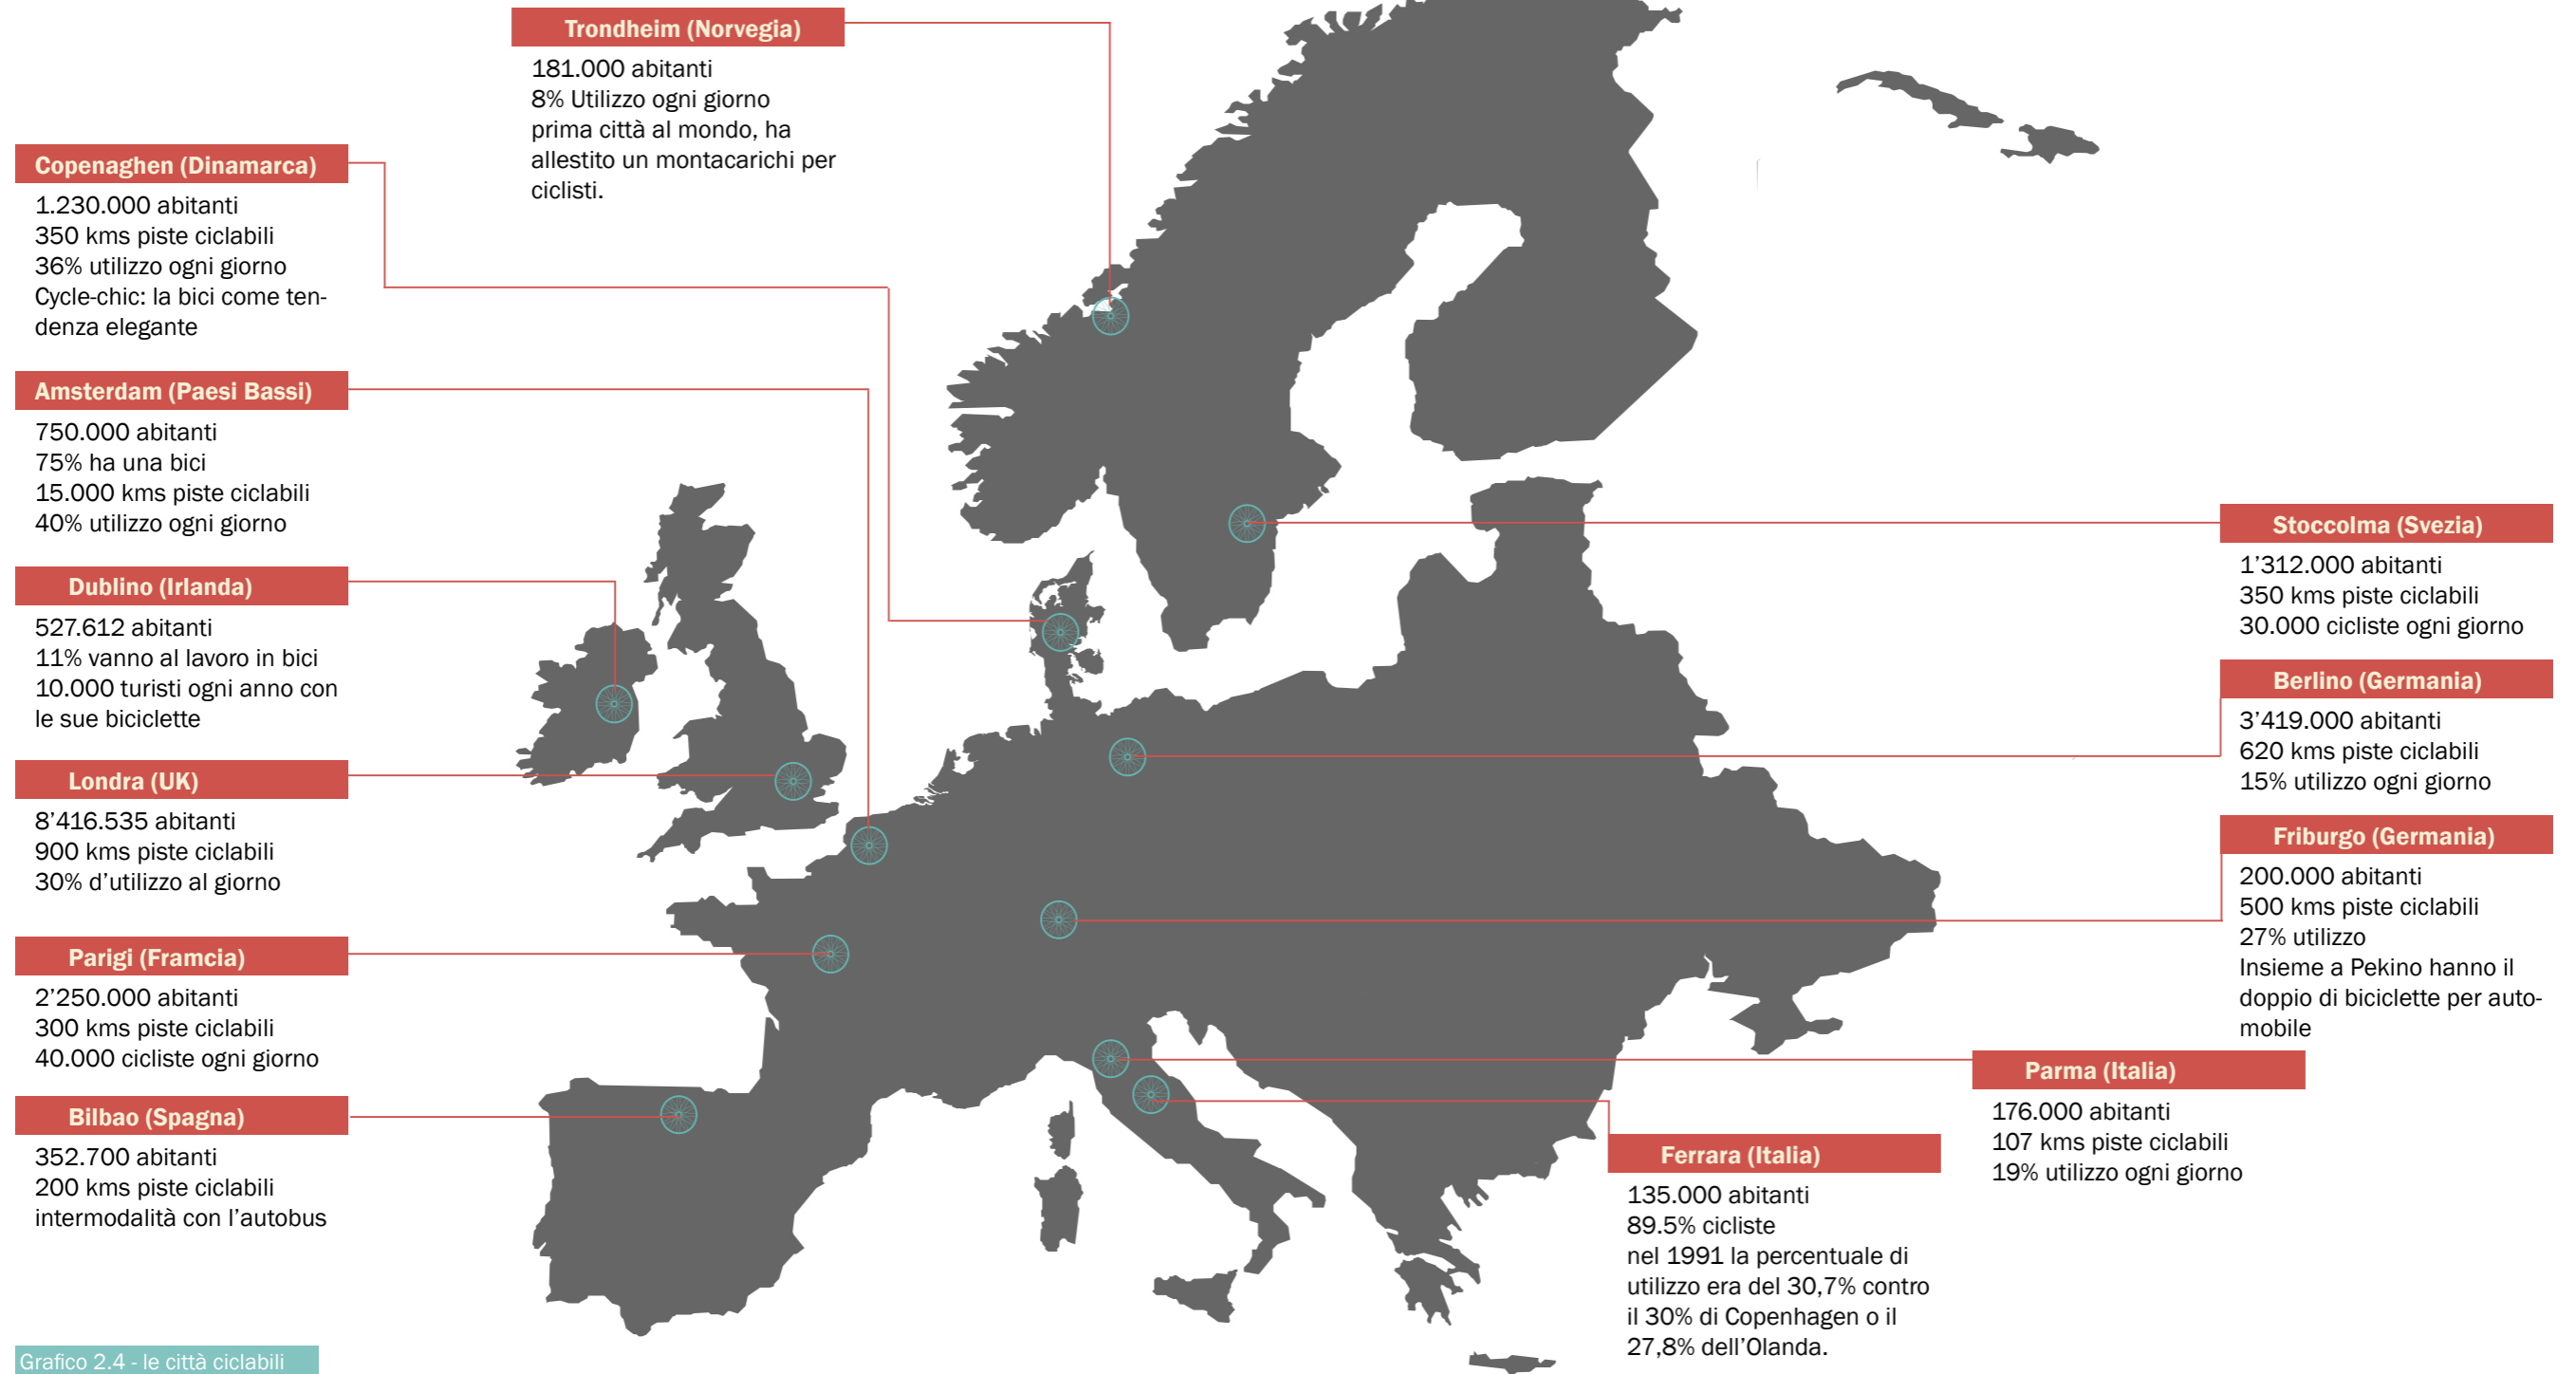 Trondheim (Norvegia)
181.000 abitanti
8% Utilizzo ogni giorno
prima città al mondo, ha
allestito un montacarichi per
ciclisti.
Copenaghen (Dinamarca)
1.230.000 abitanti
350 kms piste ciclabili
36% utilizzo ogni giorno
Cycle-chic: la bici come ten-
denza elegante
Amsterdam (Paesi Bassi)
750.000 abitanti
75% ha una bici
15.000 kms piste ciclabili
40% utilizzo ogni giorno
Dublino (Irlanda)
527.612 abitanti
11% vanno al lavoro in bici
10.000 turisti ogni anno con
le sue biciclette
Londra (UK)
8’416.535 abitanti
900 kms piste ciclabili
30% d’utilizzo al giorno
Parigi (Framcia)
2’250.000 abitanti
300 kms piste ciclabili
40.000 cicliste ogni giorno
Bilbao (Spagna)
352.700 abitanti
200 kms piste ciclabili
intermodalità con l’autobus
Stoccolma (Svezia)
1’312.000 abitanti
350 kms piste ciclabili
30.000 cicliste ogni giorno
Berlino (Germania)
3’419.000 abitanti
620 kms piste ciclabili
15% utilizzo ogni giorno
Friburgo (Germania)
200.000 abitanti
500 kms piste ciclabili
27% utilizzo
Insieme a Pekino hanno il
doppio di biciclette per auto-
mobile
Parma (Italia)
176.000 abitanti
107 kms piste ciclabili
19% utilizzo ogni giorno
Ferrara (Italia)
135.000 abitanti
89.5% cicliste
nel 1991 la percentuale di
utilizzo era del 30,7% contro
il 30% di Copenhagen o il
27,8% dell’Olanda.
Grafico 2.4 - le città ciclabili